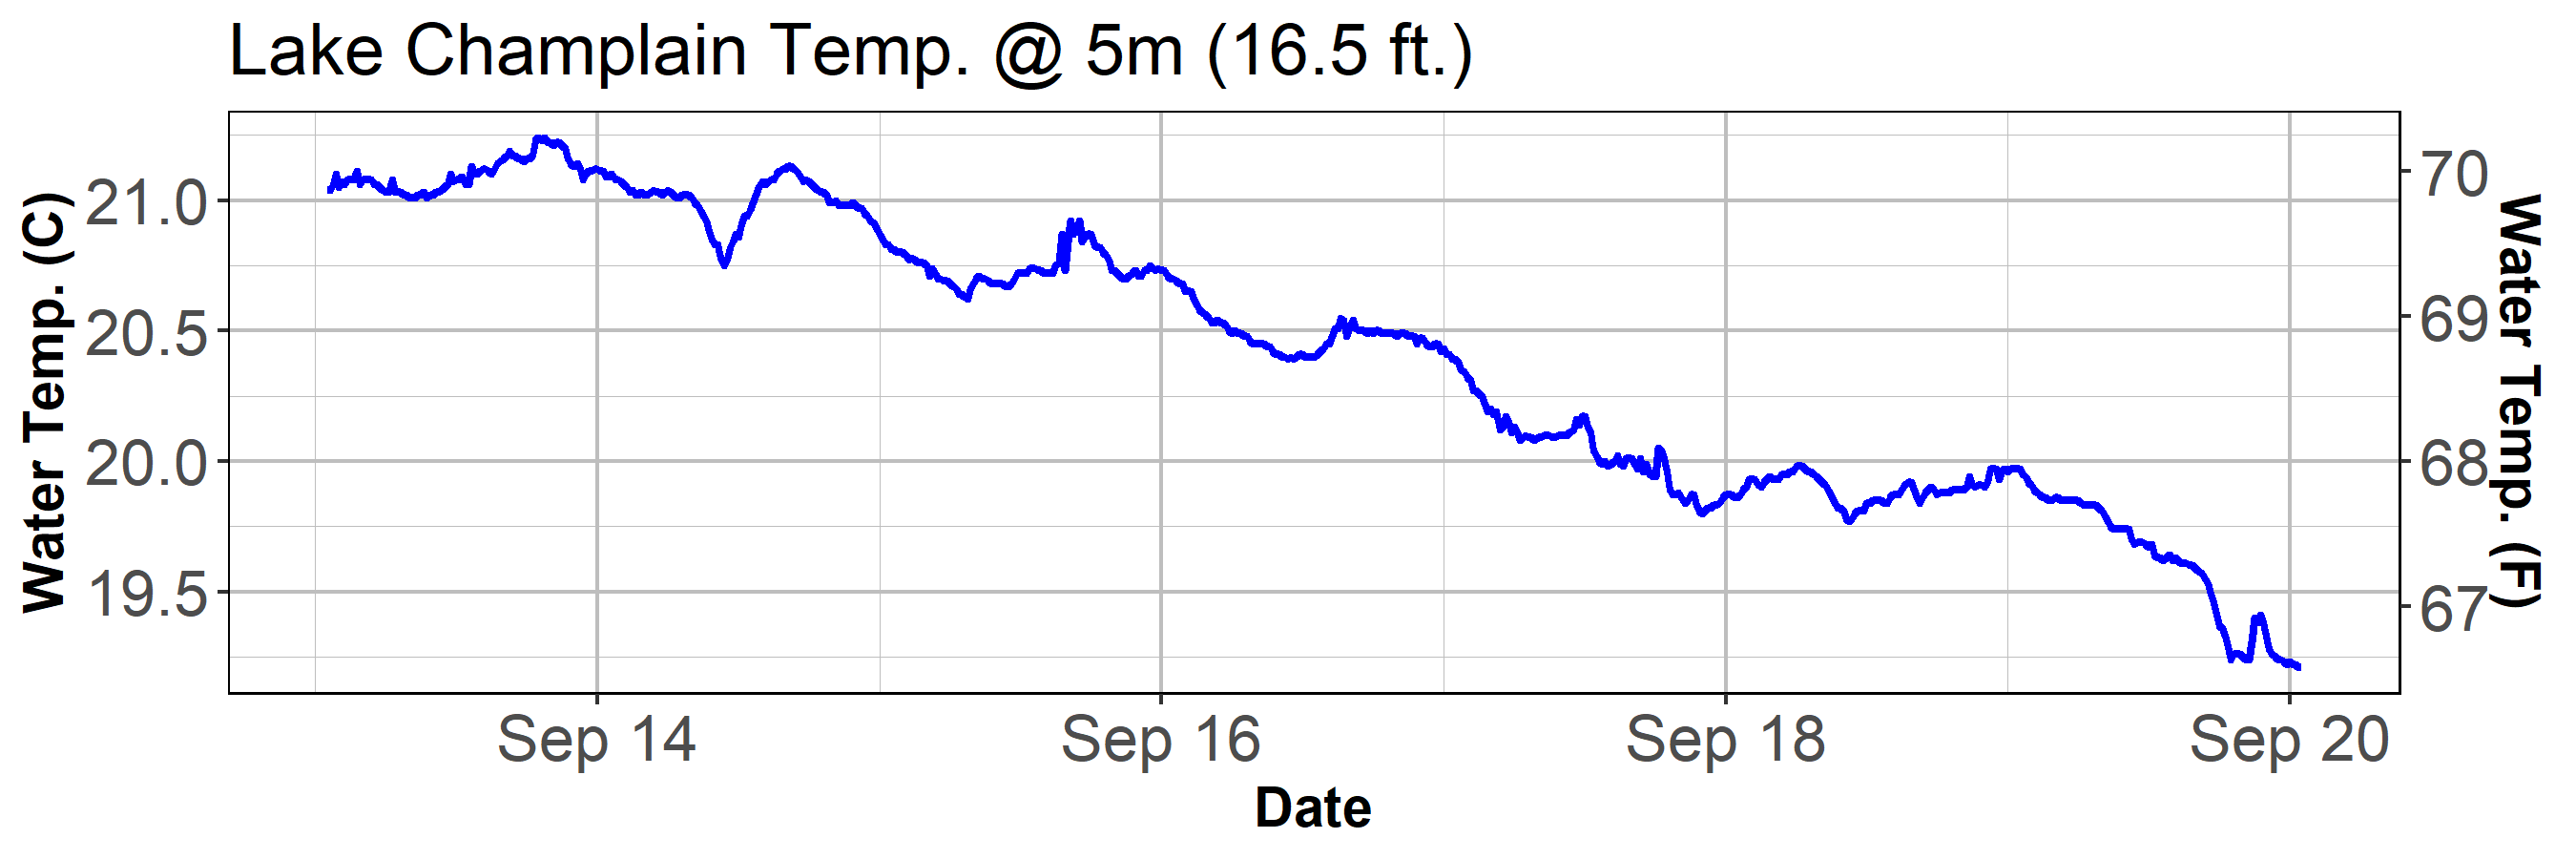 Lake Champlain Temp. @ 5m (16.5 ft.)
Water Temp. (C)
21.0
20.5
20.0
19.5
70
69
68
67
Water Temp. (F)
Sep 14
Sep 16
Sep 18
Sep 20
Date